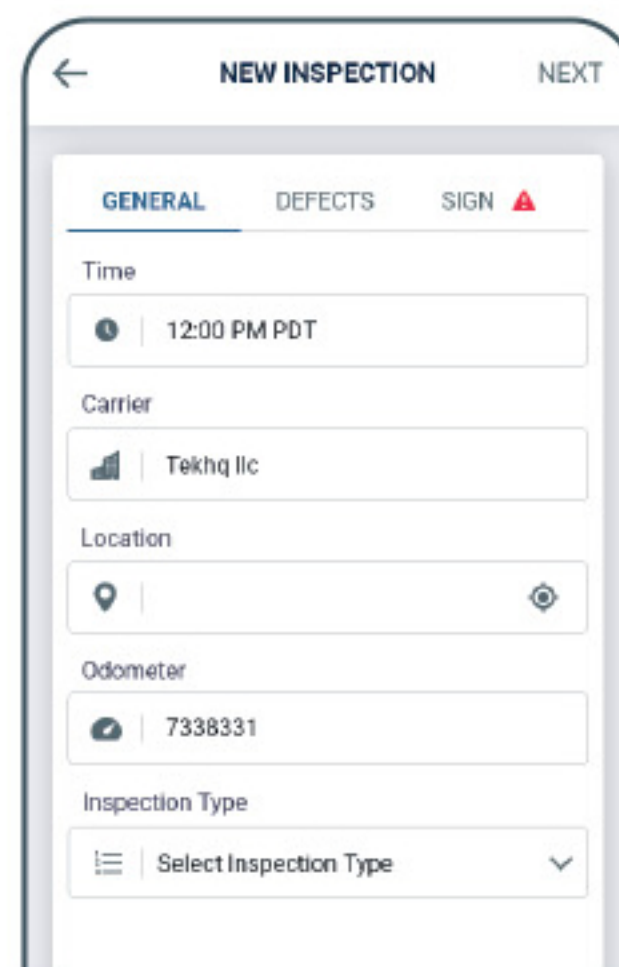 NEW INSPECTION NEXT
GENERAL DEFECTS SIGN
Time
12:00 PM PDT
Carrier
Tekhq llc
Location
Odometer
7338331
Inspection Type
Select Inspection Type